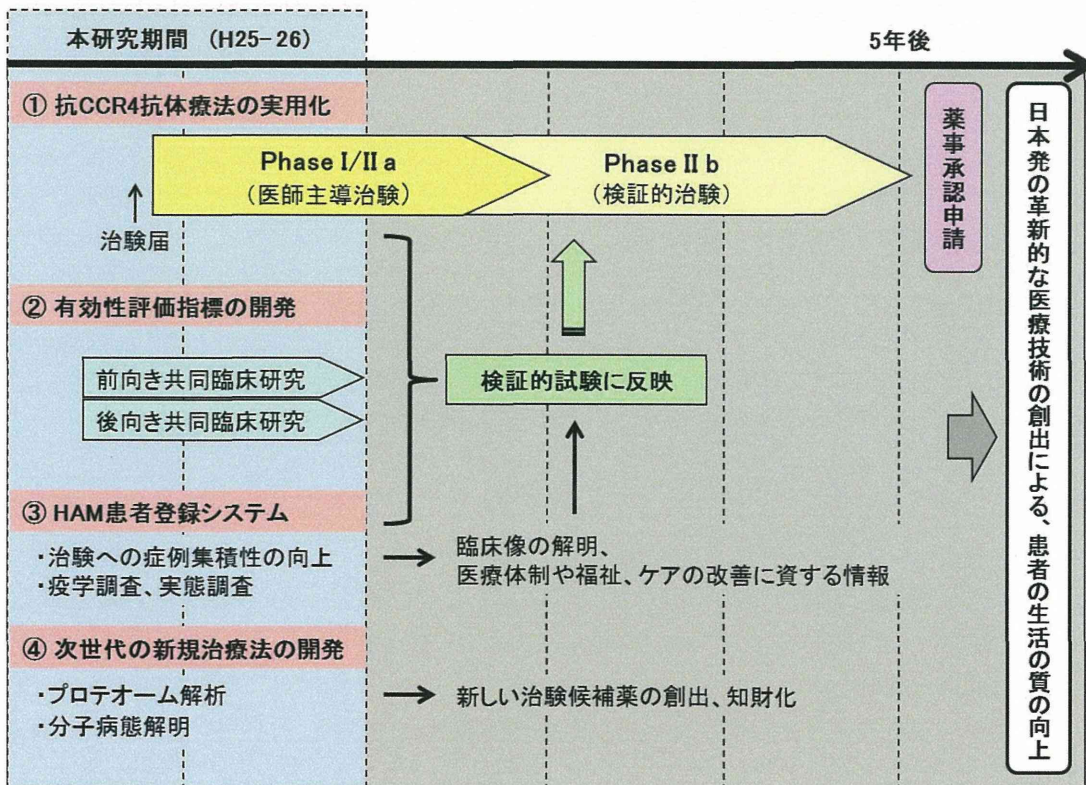 本研究期間 (H25-26)
5年後
① 抗CCR4抗体療法の実用化
Phase I/II a
(医師主導治験)
Phase II b
(検証的治験)
治験届
薬事承認申請
② 有効性評価指標の開発
前向き共同臨床研究
後向き共同臨床研究
検証的試験に反映
③ HAM患者登録システム
・治験への症例集積性の向上
・疫学調査、実態調査
臨床像の解明、
医療体制や福祉、ケアの改善に資する情報
④ 次世代の新規治療法の開発
・プロテオーム解析
・分子病態解明
新しい治験候補薬の創出、知財化
日本発の革新的な医療技術の創出による、患者の生活の質の向上